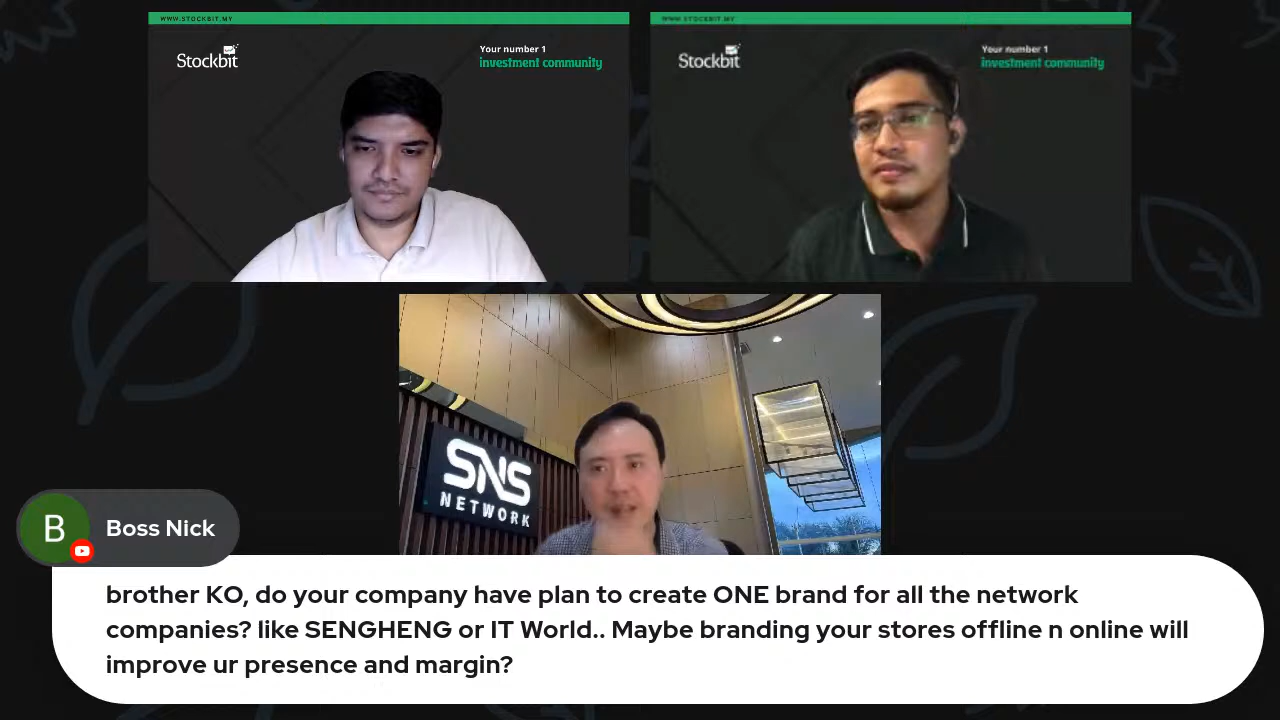 WWW.STOCKBIT.MY
Stockbit
Your number 1
investment community
WWW.STOCKBIT.MY
Stockbit
Your number 1
investment community
SNS
NETWORK
B
Boss Nick
brother KO, do your company have plan to create ONE brand for all the network
companies? like SENGHENG or IT World.. Maybe branding your stores offline n online will
improve ur presence and margin?